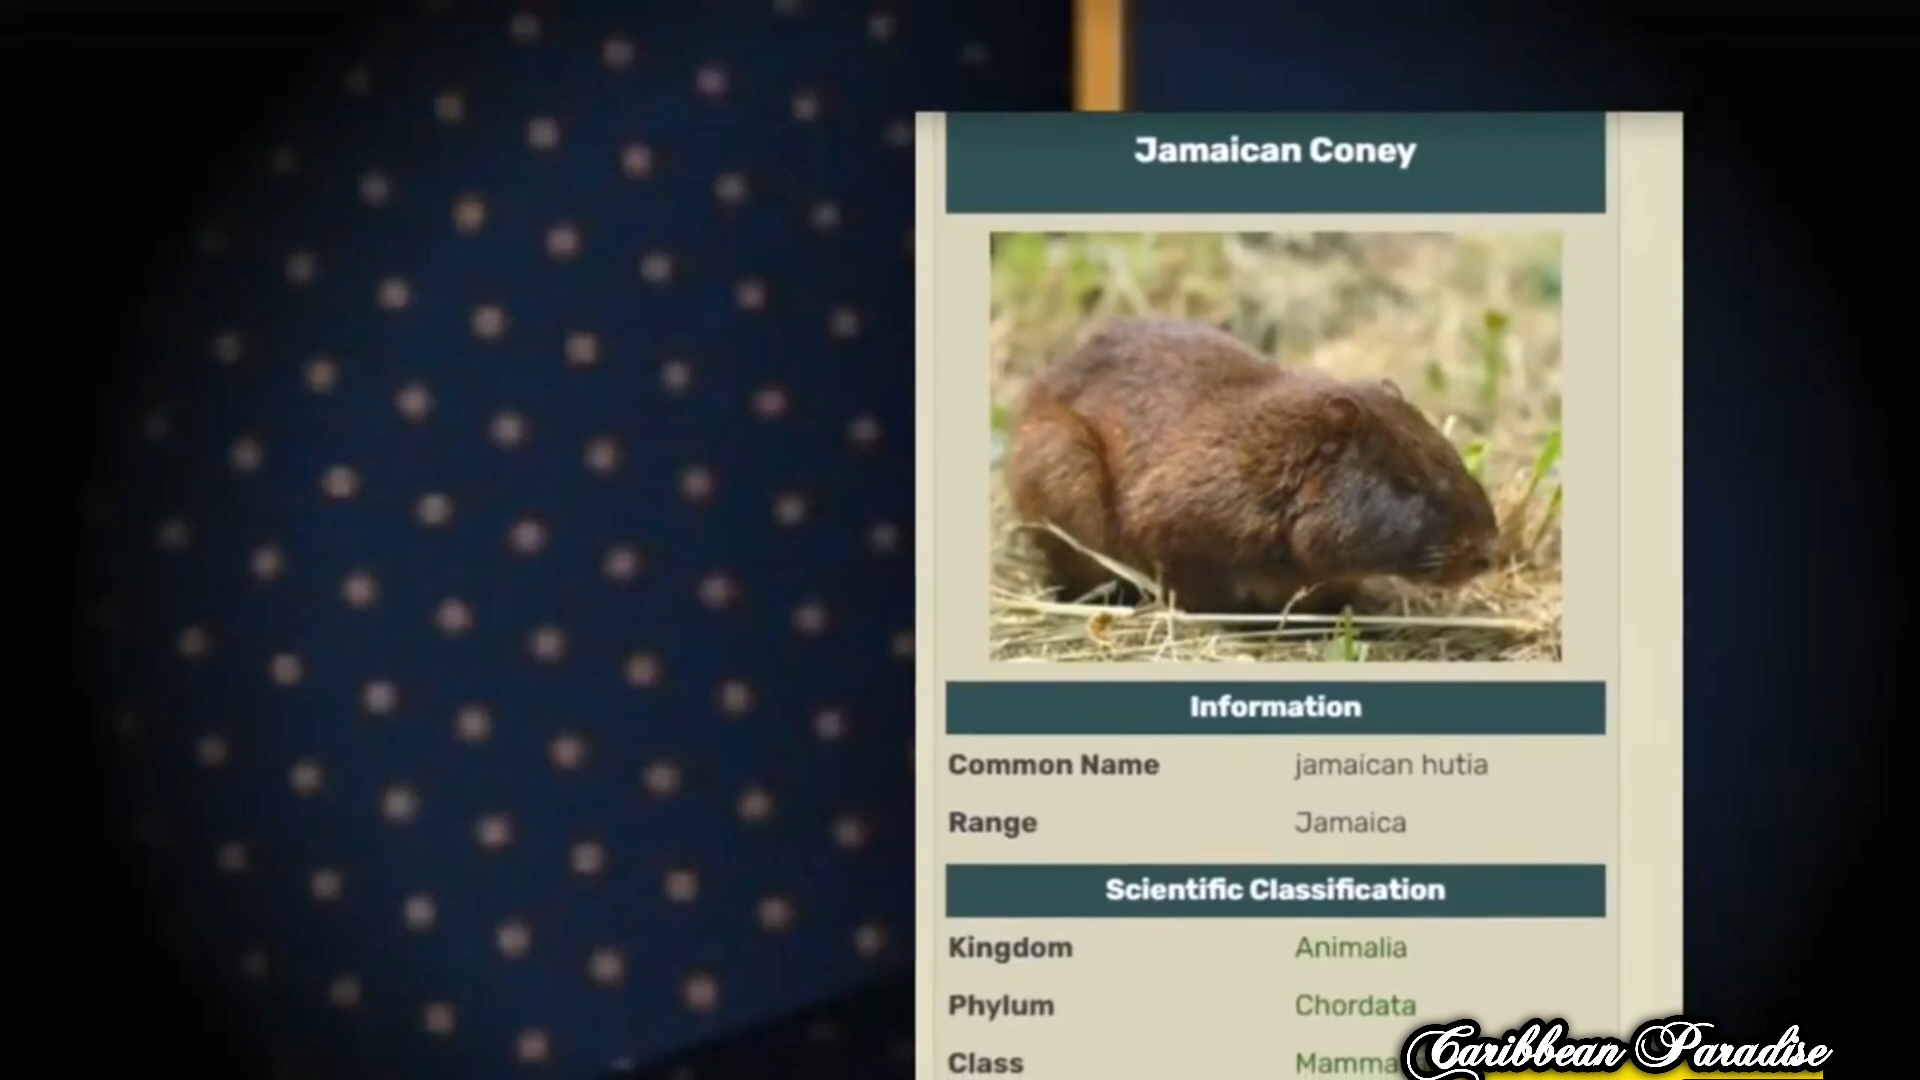 Jamaican Coney
Information
Common Name jamaican hutia
Range Jamaica
Scientific Classification
Kingdom Animalia
Phylum Chordata
Class
Caribbean Paradise